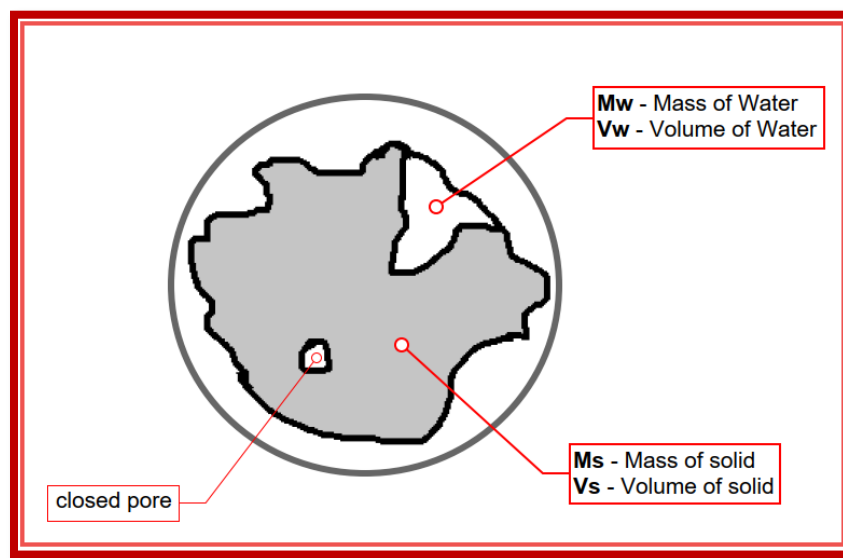 Mw - Mass of Water
Vw - Volume of Water
Ms - Mass of solid
Vs - Volume of solid
closed pore